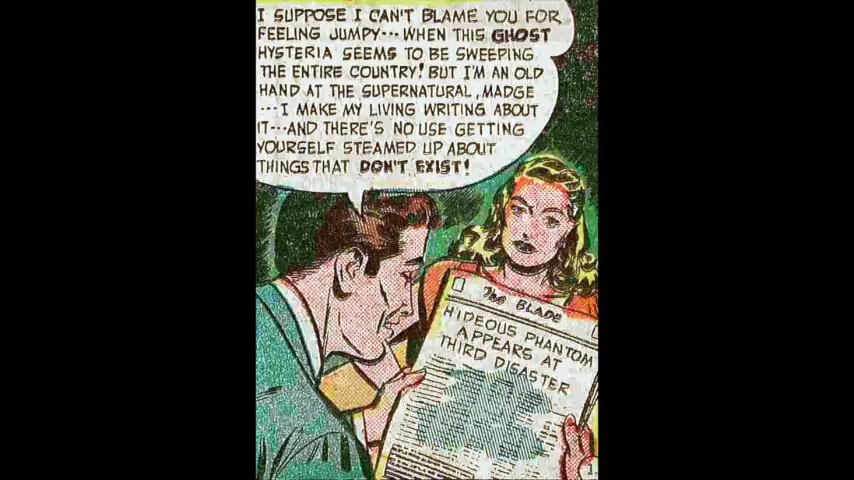 I SUPPOSE I CAN'T BLAME YOU FOR
FEELING JUMPY--- WHEN THIS GHOST
HYSTERIA SEEMS TO BE SWEEPING
THE ENTIRE COUNTRY! BUT I'M AN OLD
HAND AT THE SUPERNATURAL, MADGE
---I MAKE MY LIVING WRITING ABOUT
IT---AND THERE'S NO USE GETTING
YOURSELF STEAMED UP ABOUT
THINGS THAT DON'T EXIST!
The BLADE
HIDEOUS PHANTOM
APPEARS AT
THIRD DISASTER
1.